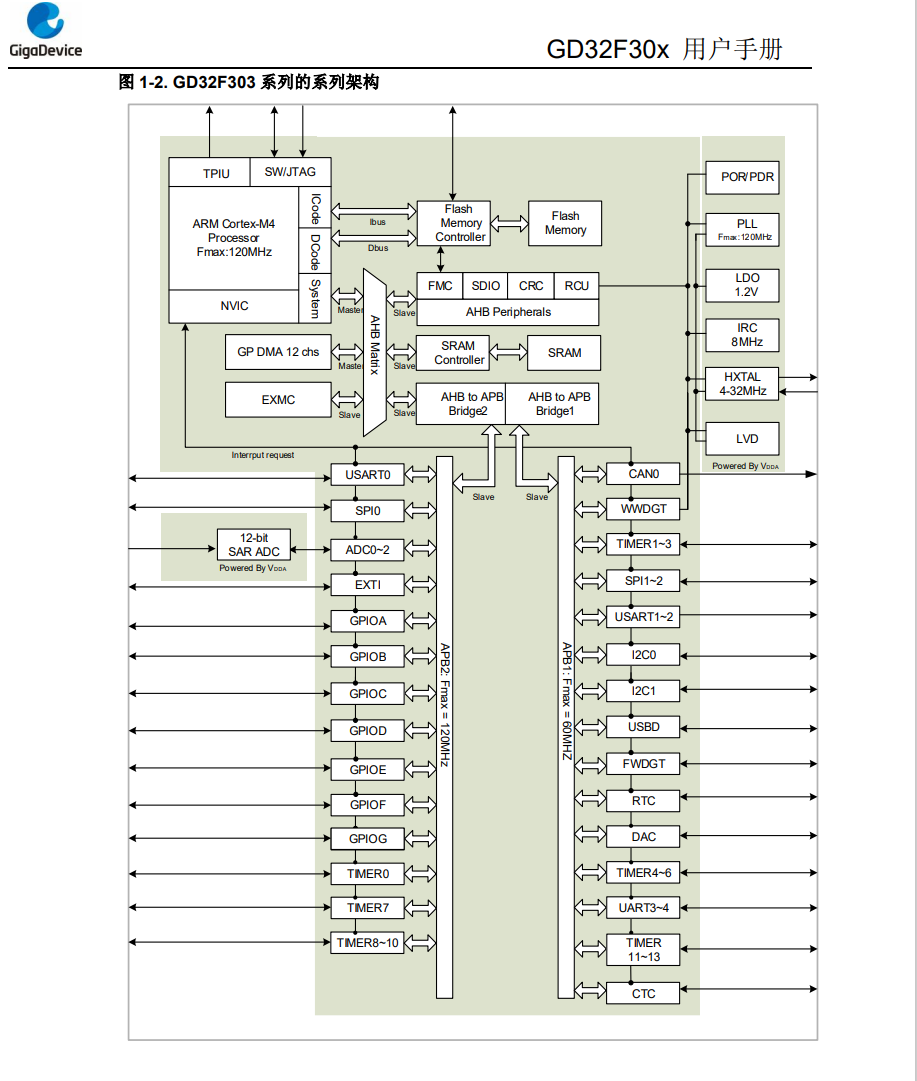 GigaDevice
GD32F30x 用户手册
图 1-2. GD32F303 系列的系列架构
TPIU
SW/JTAG
ARM Cortex-M4
Processor
Fmax:120MHz
ICode
DCode
System
NVIC
Ibus
Dbus
Flash
Memory
Controller
Flash
Memory
FMC
SDIO
CRC
RCU
AHB Peripherals
Master
Slave
AHB Matrix
GP DMA 12 chs
Master
Slave
SRAM
Controller
SRAM
EXMC
Slave
Slave
AHB to APB
Bridge2
AHB to APB
Bridge1
POR/PDR
PLL
Fmax:120MHz
LDO
1.2V
IRC
8MHz
HXTAL
4-32MHz
LVD
Powered By VDDA
Interrput request
Slave
Slave
USART0
SPI0
12-bit
SAR ADC
Powered By VDDA
ADC0~2
EXTI
GPIOA
GPIOB
GPIOC
GPIOD
GPIOE
GPIOF
GPIOG
TIMER0
TIMER7
TIMER8~10
APB2: Fmax = 120MHz
APB1: Fmax = 60MHZ
CAN0
WWDGT
TIMER1~3
SPI1~2
USART1~2
I2C0
I2C1
USBD
FWDGT
RTC
DAC
TIMER4~6
UART3~4
TIMER
11~13
CTC